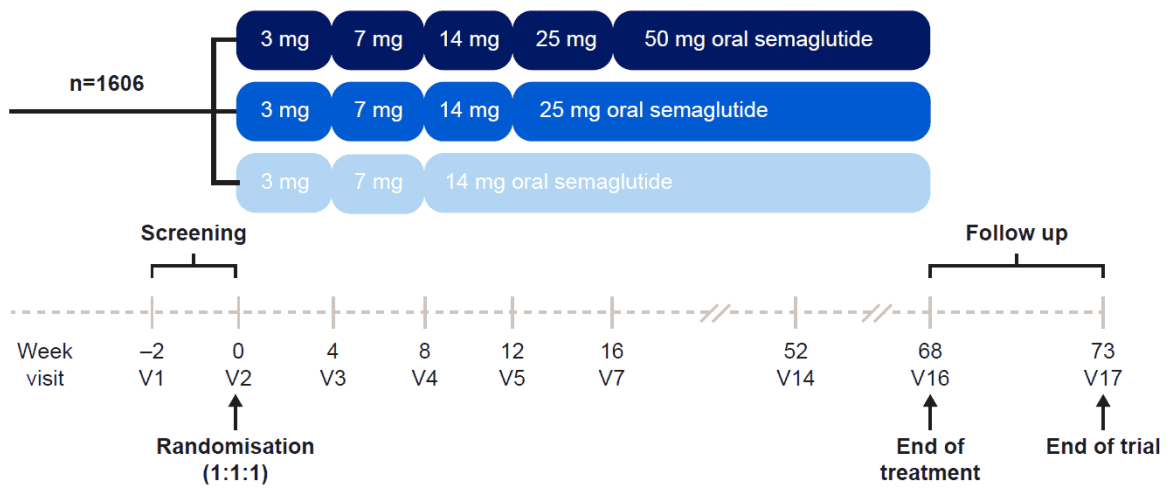 3 mg 7 mg 14 mg 25 mg 50 mg oral semaglutide
n=1606
3 mg 7 mg 14 mg 25 mg oral semaglutide
3 mg 7 mg 14 mg oral semaglutide
Screening Follow up
Week –2 0 4 8 12 16 52 68 73
visit V1 V2 V3 V4 V5 V7 V14 V16 V17
Randomisation End of End of trial
(1:1:1) treatment